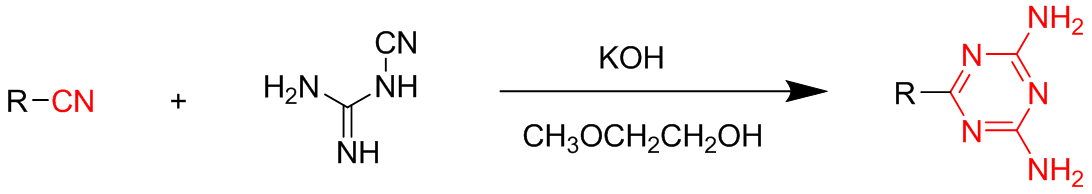 R-CN
+
CN
H₂N
NH
NH
KOH
CH₃OCH₂CH₂OH
NH₂
N
N
R
N
NH₂